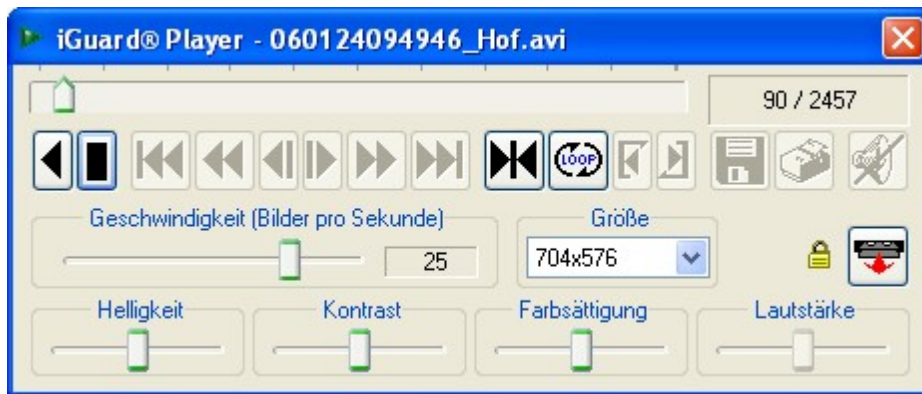 iGuard® Player - 060124094946_Hof.avi
90 / 2457
LOOP
Geschwindigkeit (Bilder pro Sekunde)
25
Größe
704x576
Helligkeit
Kontrast
Farbsättigung
Lautstärke